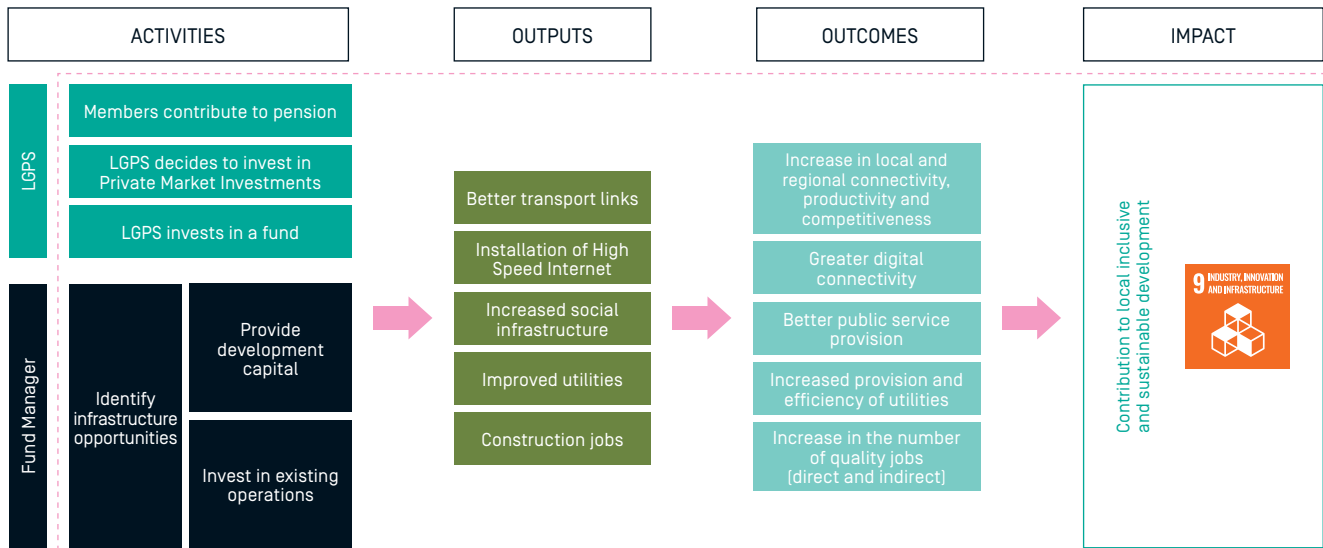 ACTIVITIES
OUTPUTS
OUTCOMES
IMPACT
LGPS
Members contribute to pension
LGPS decides to invest in
Private Market Investments
LGPS invests in a fund
Fund Manager
Identify
infrastructure
opportunities
Provide
development
capital
Invest in existing
operations
Better transport links
Installation of High
Speed Internet
Increased social
infrastructure
Improved utilities
Construction jobs
Increase in local and
regional connectivity,
productivity and
competitiveness
Greater digital
connectivity
Better public service
provision
Increased provision and
efficiency of utilities
Increase in the number
of quality jobs
[direct and indirect]
Contribution to local inclusive
and sustainable development
9 INDUSTRY, INNOVATION
AND INFRASTRUCTURE